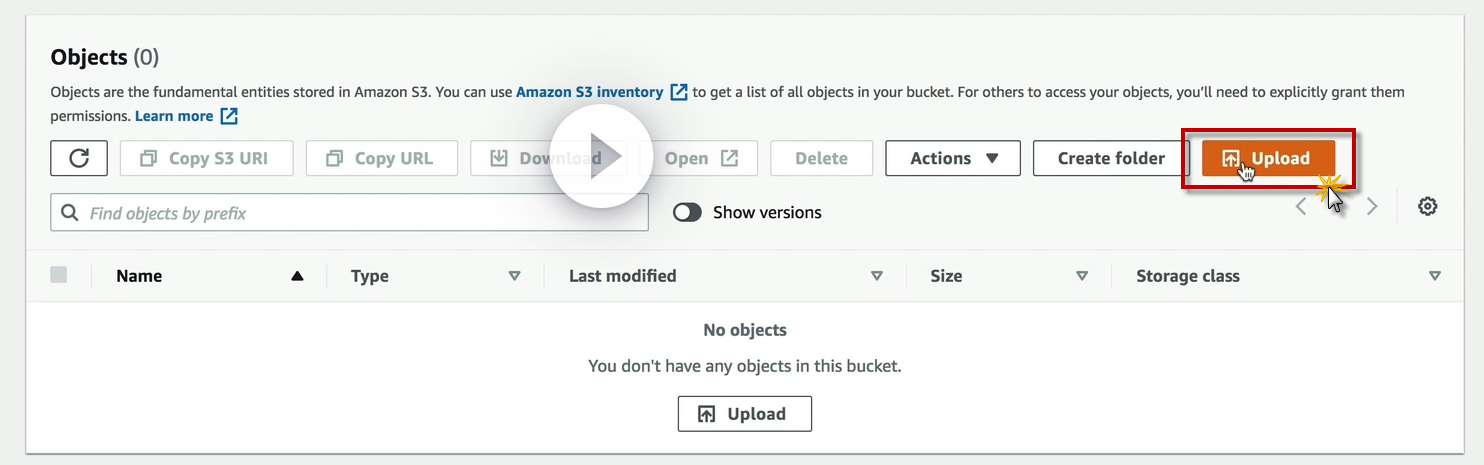 Objects (0)
Objects are the fundamental entities stored in Amazon S3. You can use Amazon S3 inventory to get a list of all objects in your bucket. For others to access your objects, you’ll need to explicitly grant them
permissions. Learn more
Copy S3 URI Copy URL Download Open Delete Actions Create folder Upload
Find objects by prefix Show versions
Name Type Last modified Size Storage class
No objects
You don't have any objects in this bucket.
Upload